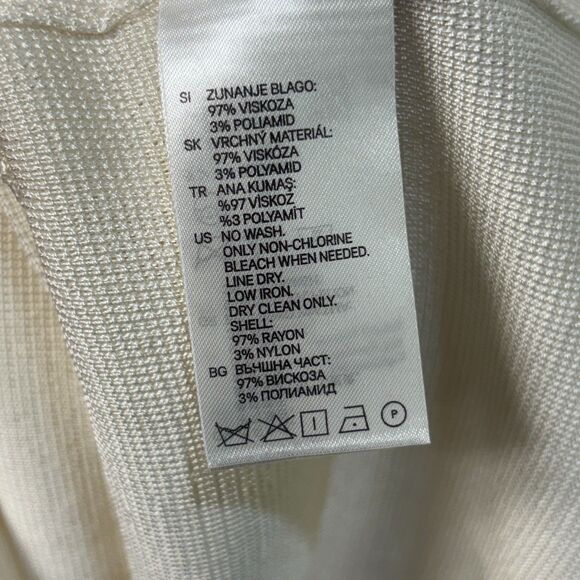 SI ZUNANJE BLAGO:
97% VISKOZA
3% POLIAMID
SK VRCHNÝ MATERIÁL:
97% VISKÓZA
3% POLYAMID
TR ANA KUMAŞ:
%97 VİSKOZ
%3 POLYAMİT
US NO WASH.
ONLY NON-CHLORINE
BLEACH WHEN NEEDED.
LINE DRY.
LOW IRON.
DRY CLEAN ONLY.
SHELL:
97% RAYON
3% NYLON
BG ВЪНШНА ЧАСТ:
97% ВИСКОЗА
3% ПОЛИАМИД
P